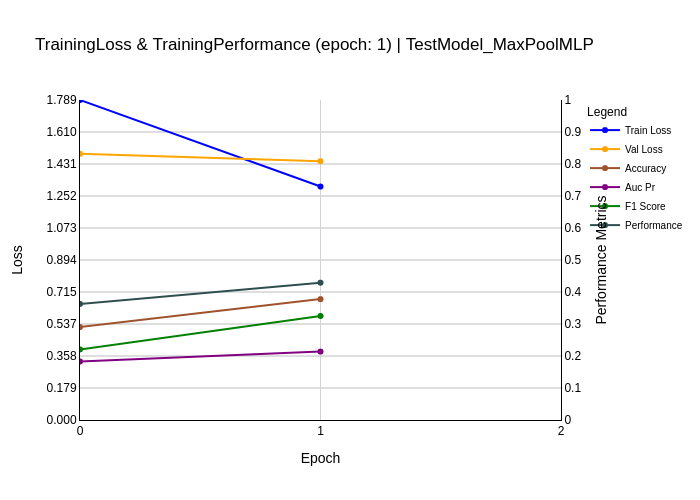 TrainingLoss & TrainingPerformance (epoch: 1) | TestModel_MaxPoolMLP
1.789
1.610
1.431
1.252
1.073
0.894
0.715
0.537
0.358
0.179
0.000
Loss
0
1
2
Epoch
1
0.9
0.8
0.7
0.6
0.5
0.4
0.3
0.2
0.1
0
Performance Metrics
Legend
Train Loss
Val Loss
Accuracy
Auc Pr
F1 Score
Performance